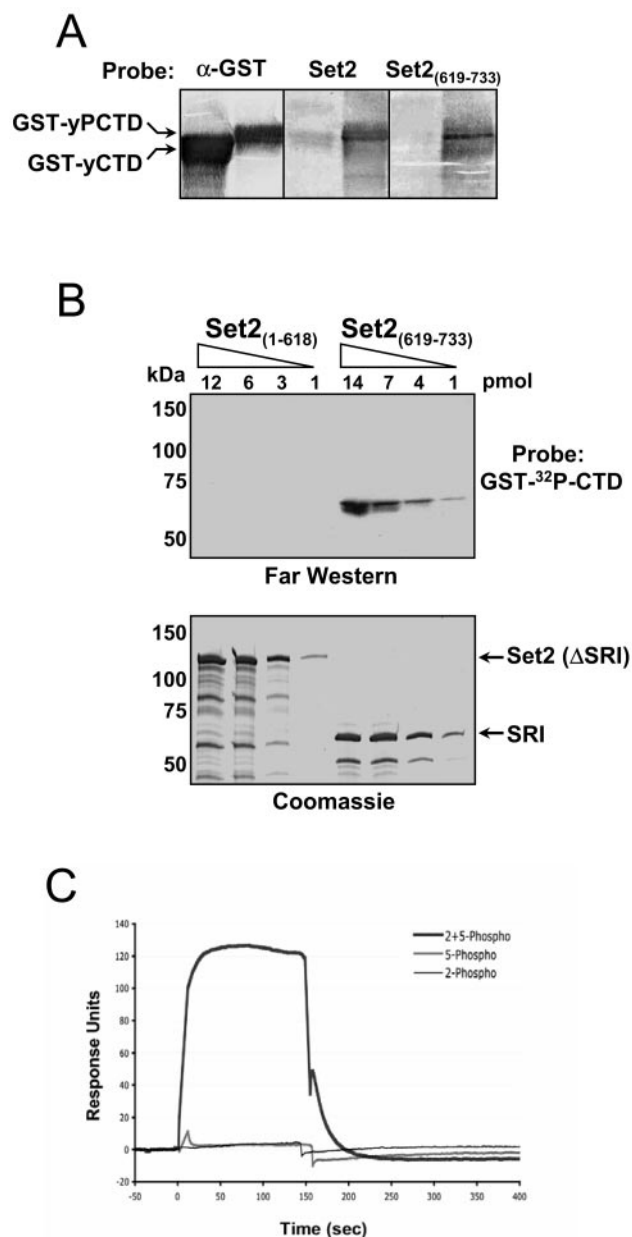 A
Probe: α-GST Set2 Set2(619-733)
GST-yPCTD
GST-yCTD
B
Set2(1-618) Set2(619-733)
kDa 12 6 3 1 14 7 4 1 pmol
150
100
75
50
Probe:
GST-32P-CTD
Far Western
150
100
75
50
Set2 (ΔSRI)
SRI
Coomassie
C
140
120
100
80
60
40
20
0
-20
Response Units
2+5-Phospho
5-Phospho
2-Phospho
-50 0 50 100 150 200 250 300 350 400
Time (sec)